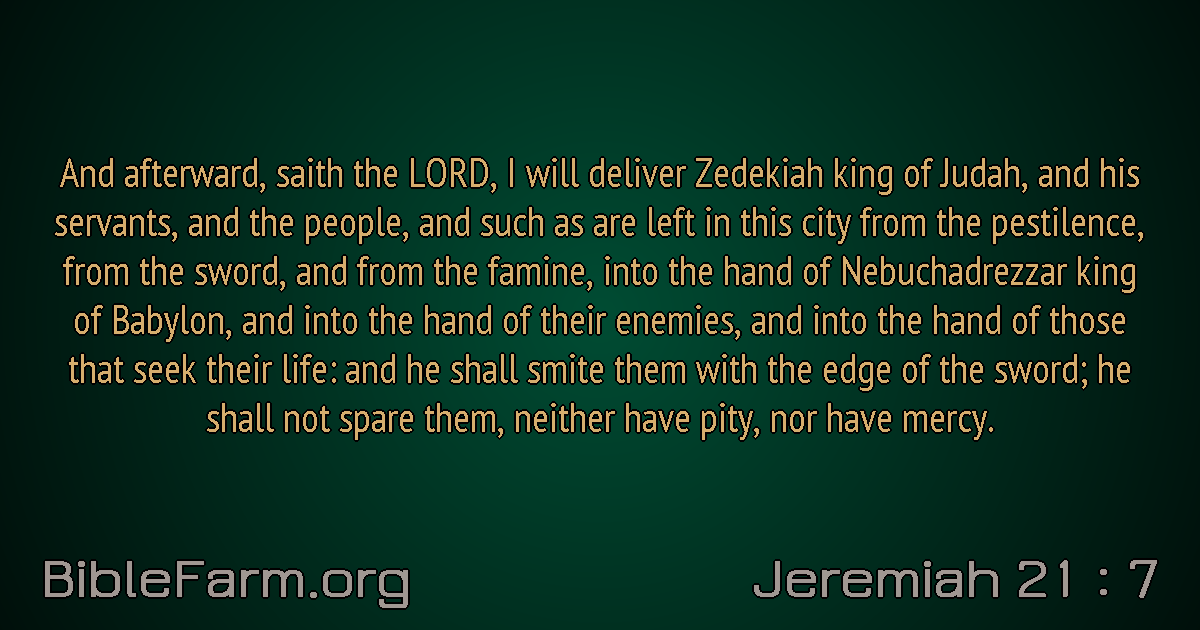 And afterward, saith the LORD, I will deliver Zedekiah king of Judah, and his
servants, and the people, and such as are left in this city from the pestilence,
from the sword, and from the famine, into the hand of Nebuchadrezzar king
of Babylon, and into the hand of their enemies, and into the hand of those
that seek their life: and he shall smite them with the edge of the sword; he
shall not spare them, neither have pity, nor have mercy.
BibleFarm.org
Jeremiah 21 : 7